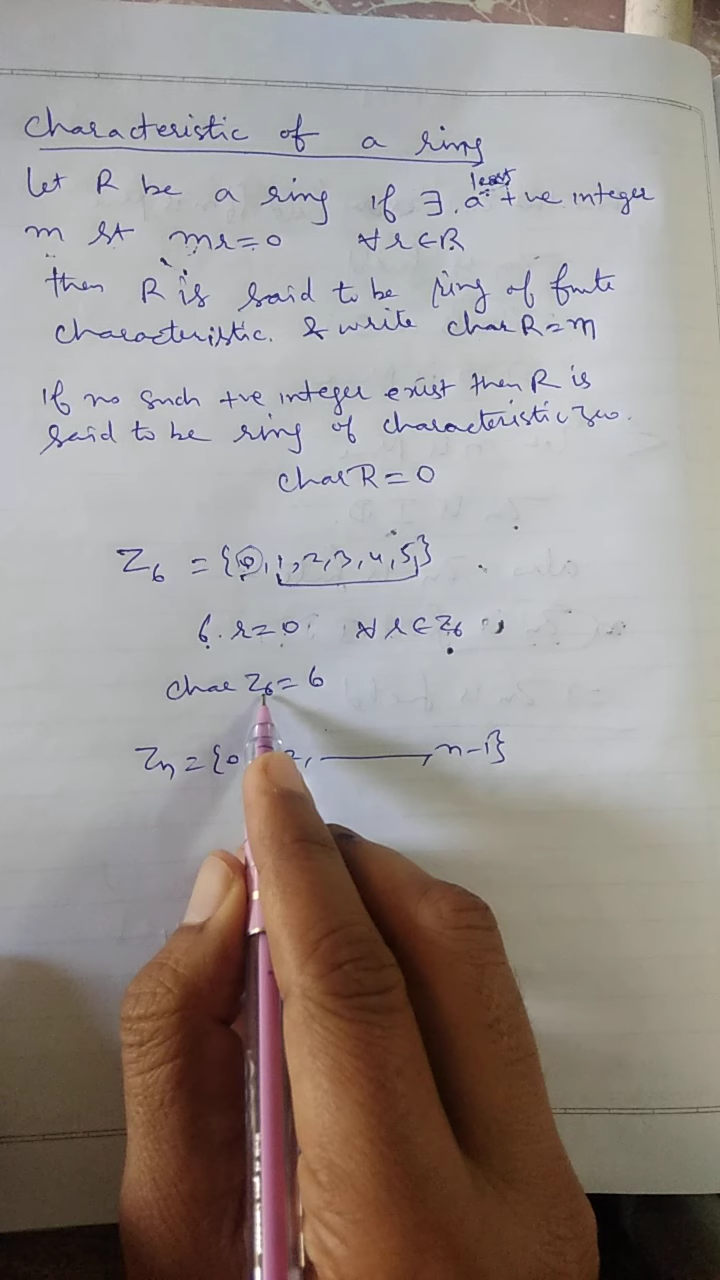 Characteristic of a ring
let R be a ring if ∃ a least +ve integer
m st mr=0 ∀r∈R
then R is said to be ring of finite
characteristic. & write char R=m
If no such +ve integer exist then R is
said to be ring of characteristic zero.
char R = 0
Z₆ = {0,1,2,3,4,5}
6.r=0 ∀ r∈Z₆
char Z₆ = 6
Zn = {0, 2, ———, n-1}